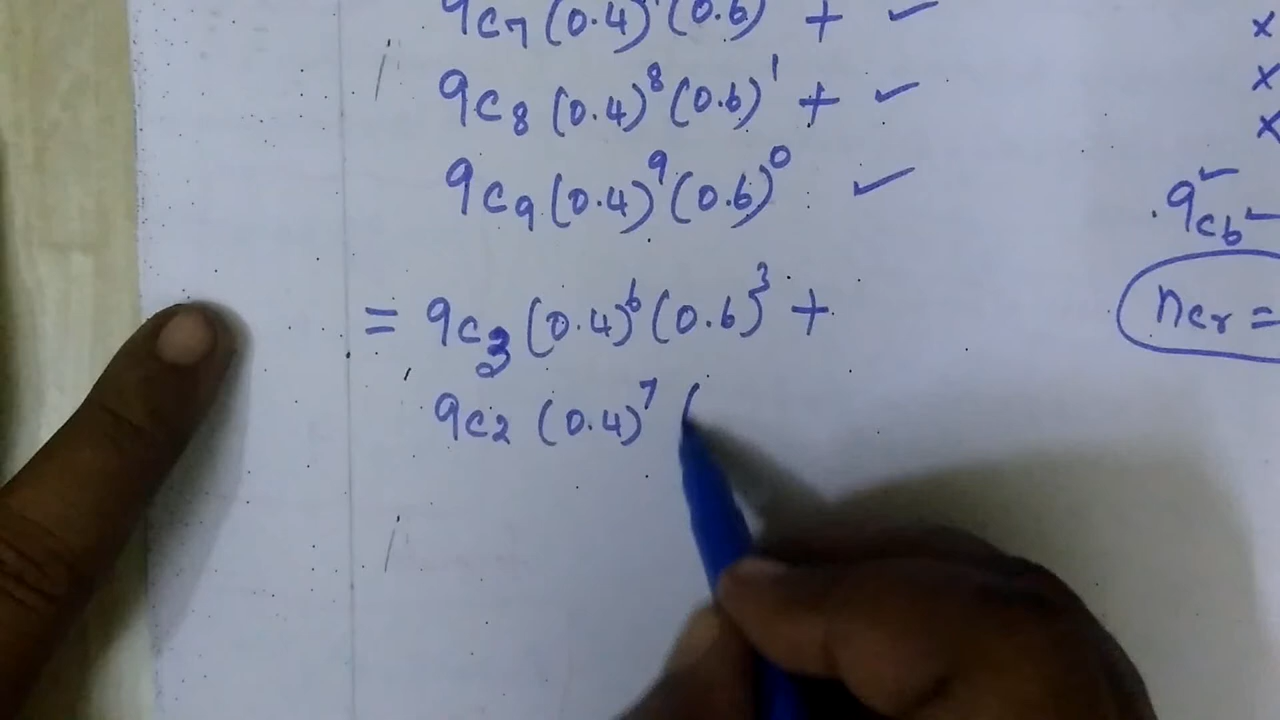 9c₇ (0.4) (0.6) + ✓
9c₈ (0.4)⁸ (0.6)¹ + ✓
9c₉ (0.4)⁹ (0.6)⁰ ✓
= 9c₃ (0.4)⁶ (0.6)³ +
9c₂ (0.4)⁷ (
×
×
×
9c₆
ncᵣ =